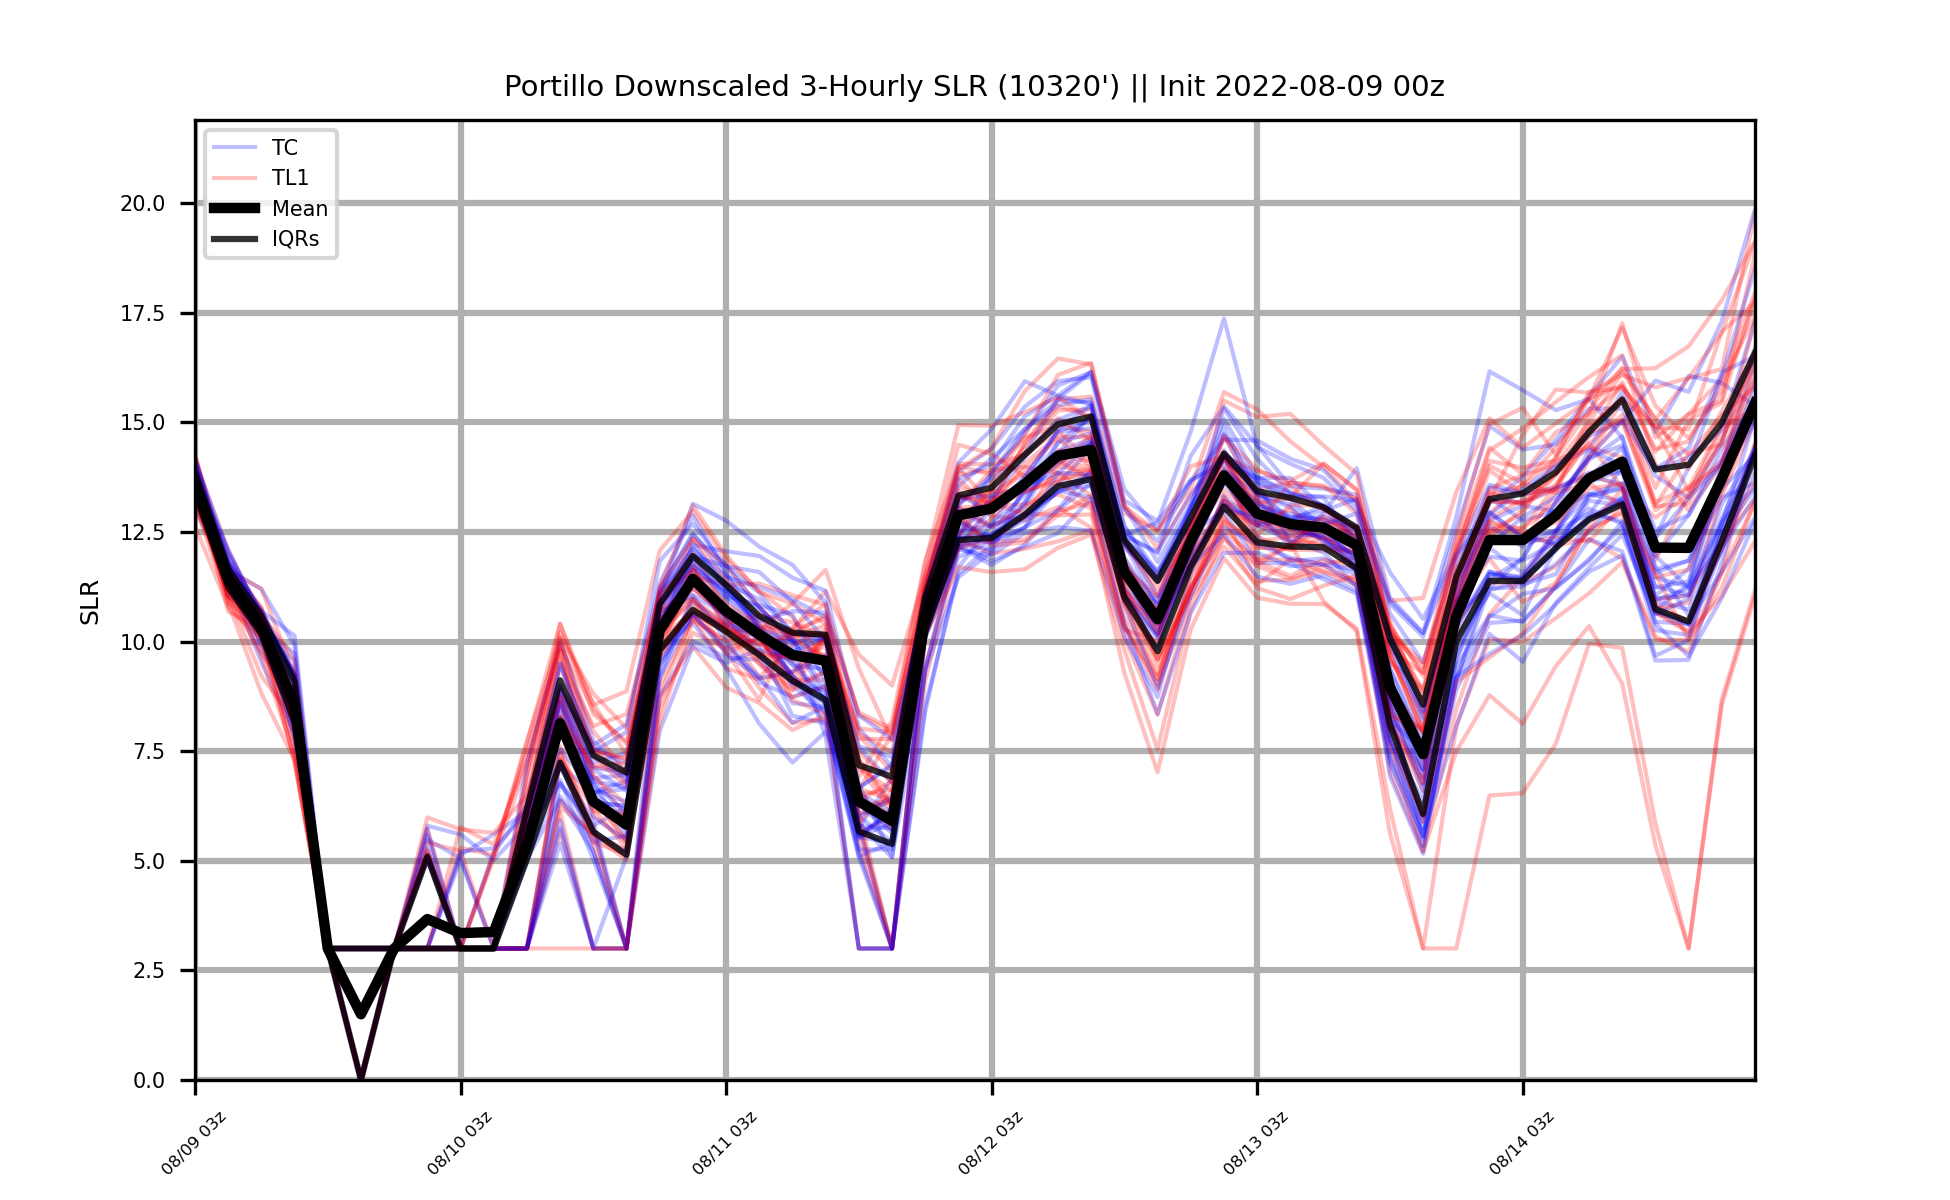 Portillo Downscaled 3-Hourly SLR (10320') || Init 2022-08-09 00z
TC
TL1
Mean
IQRs
SLR
20.0
17.5
15.0
12.5
10.0
7.5
5.0
2.5
0.0
08/09 03z
08/10 03z
08/11 03z
08/12 03z
08/13 03z
08/14 03z